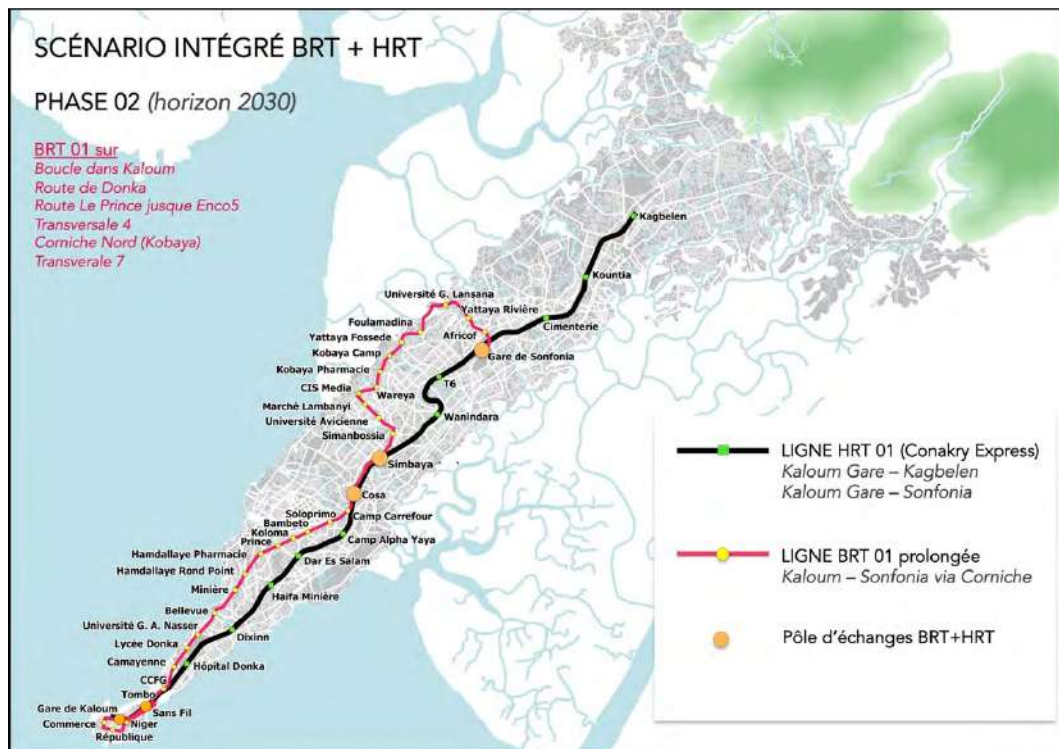 SCÉNARIO INTÉGRÉ BRT + HRT
PHASE 02 (horizon 2030)
BRT 01 sur
Boucle dans Kaloum
Route de Donka
Route Le Prince jusque Enco5
Transversale 4
Corniche Nord (Kobaya)
Transverale 7
Kagbelen
Kountia
Université G. Lansana
Yattaya Rivière
Cimenterie
Foulamadina
Africof
Yattaya Fossede
Gare de Sonfonia
Kobaya Camp
Kobaya Pharmacie
T6
CIS Media
Wareya
Marché Lambanyi
Wanindara
Université Avicienne
Simanbossia
Simbaya
Cosa
Soloprimo
Camp Carrefour
Bambeto
Koloma
Camp Alpha Yaya
Prince
Hamdallaye Pharmacie
Dar Es Salam
Hamdallaye Rond Point
Minière
Haifa Minière
Bellevue
Université G. A. Nasser
Dixinn
Lycée Donka
Camayenne
Hôpital Donka
CCFG
Tombo
Gare de Kaloum
Sans Fil
Commerce
Niger
République
LIGNE HRT 01 (Conakry Express)
Kaloum Gare – Kagbelen
Kaloum Gare – Sonfonia
LIGNE BRT 01 prolongée
Kaloum – Sonfonia via Corniche
Pôle d'échanges BRT+HRT